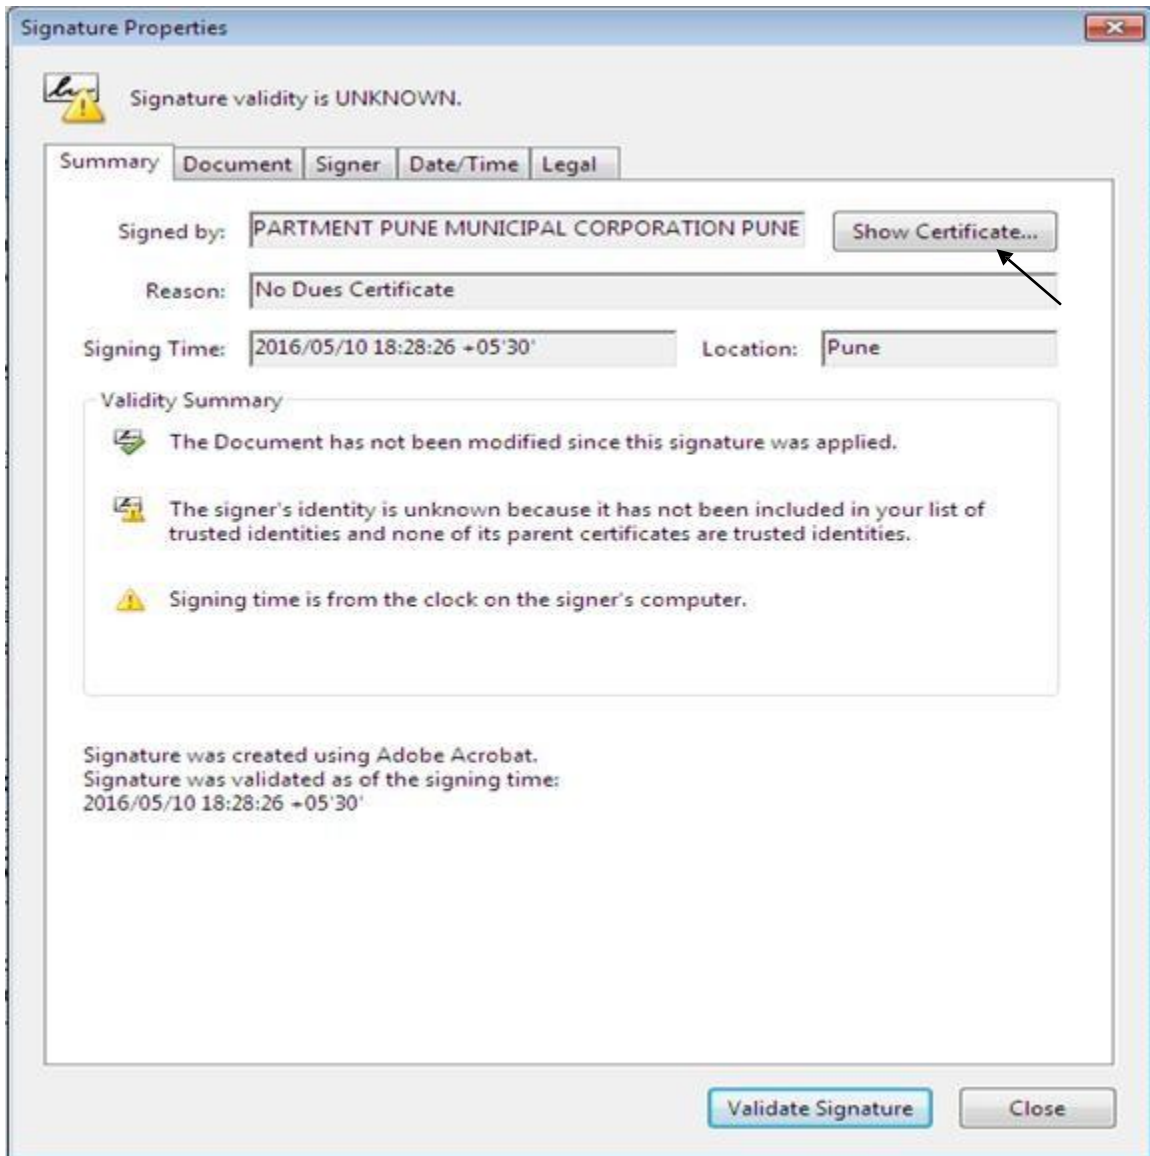 Signature Properties
Signature validity is UNKNOWN.
Summary Document Signer Date/Time Legal
Signed by: PARTMENT PUNE MUNICIPAL CORPORATION PUNE Show Certificate...
Reason: No Dues Certificate
Signing Time: 2016/05/10 18:28:26 +05'30' Location: Pune
Validity Summary
The Document has not been modified since this signature was applied.
The signer's identity is unknown because it has not been included in your list of
trusted identities and none of its parent certificates are trusted identities.
Signing time is from the clock on the signer's computer.
Signature was created using Adobe Acrobat.
Signature was validated as of the signing time:
2016/05/10 18:28:26 +05'30'
Validate Signature Close